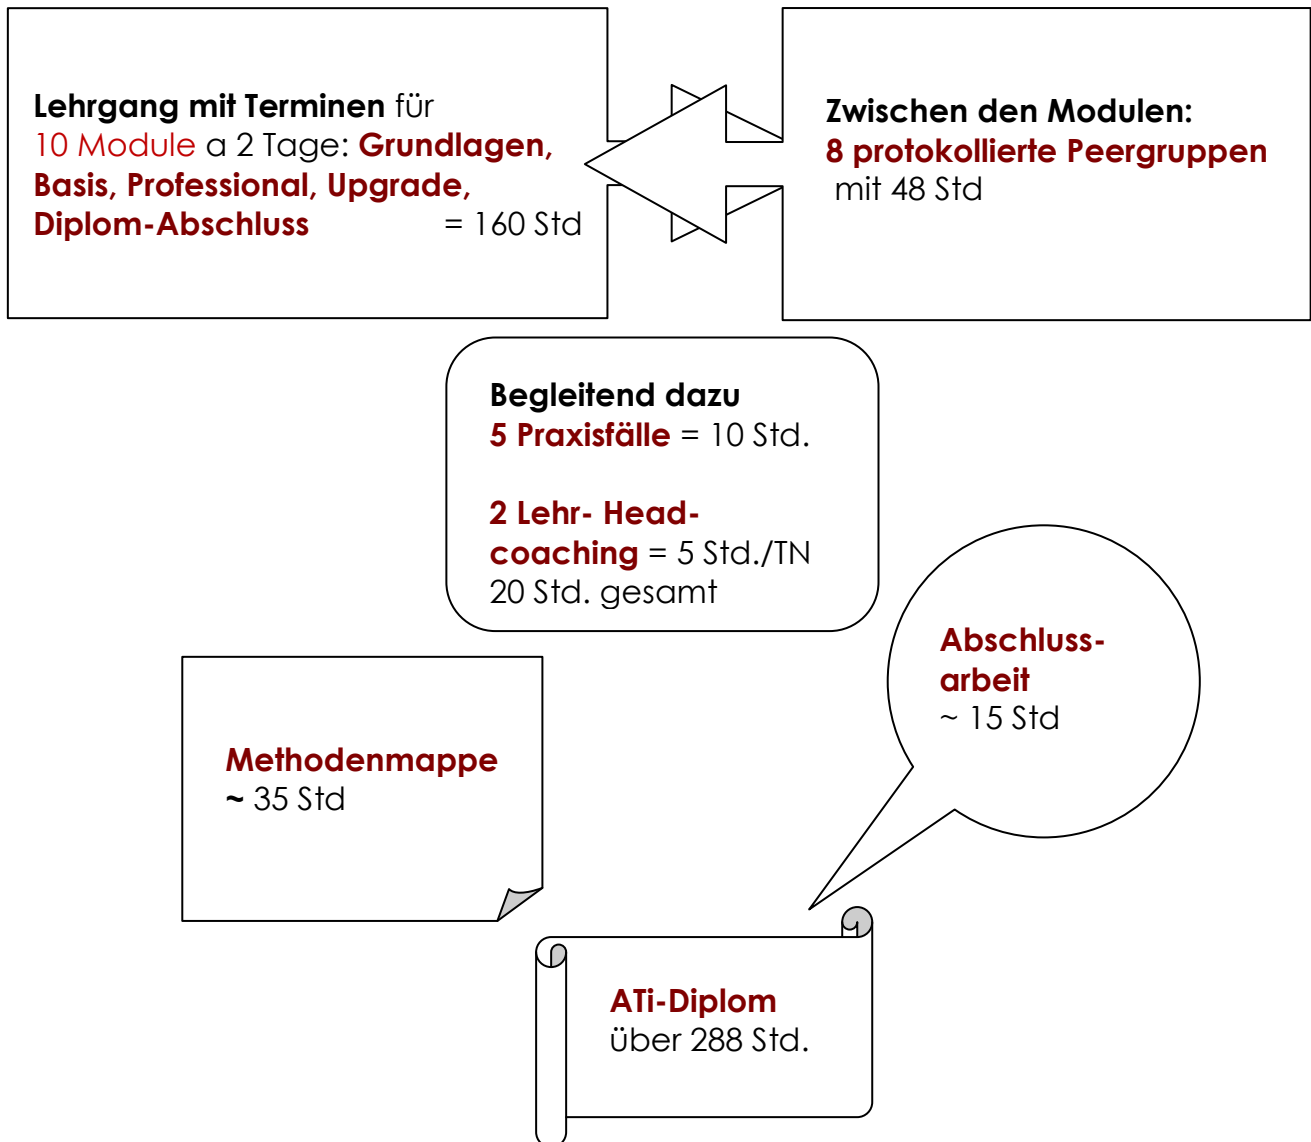 Lehrgang mit Terminen für
10 Module a 2 Tage: Grundlagen,
Basis, Professional, Upgrade,
Diplom-Abschluss = 160 Std
Zwischen den Modulen:
8 protokollierte Peergruppen
mit 48 Std
Begleitend dazu
5 Praxisfälle = 10 Std.
2 Lehr- Head-
coaching = 5 Std./TN
20 Std. gesamt
Abschluss-
arbeit
~ 15 Std
Methodenmappe
~ 35 Std
ATi-Diplom
über 288 Std.